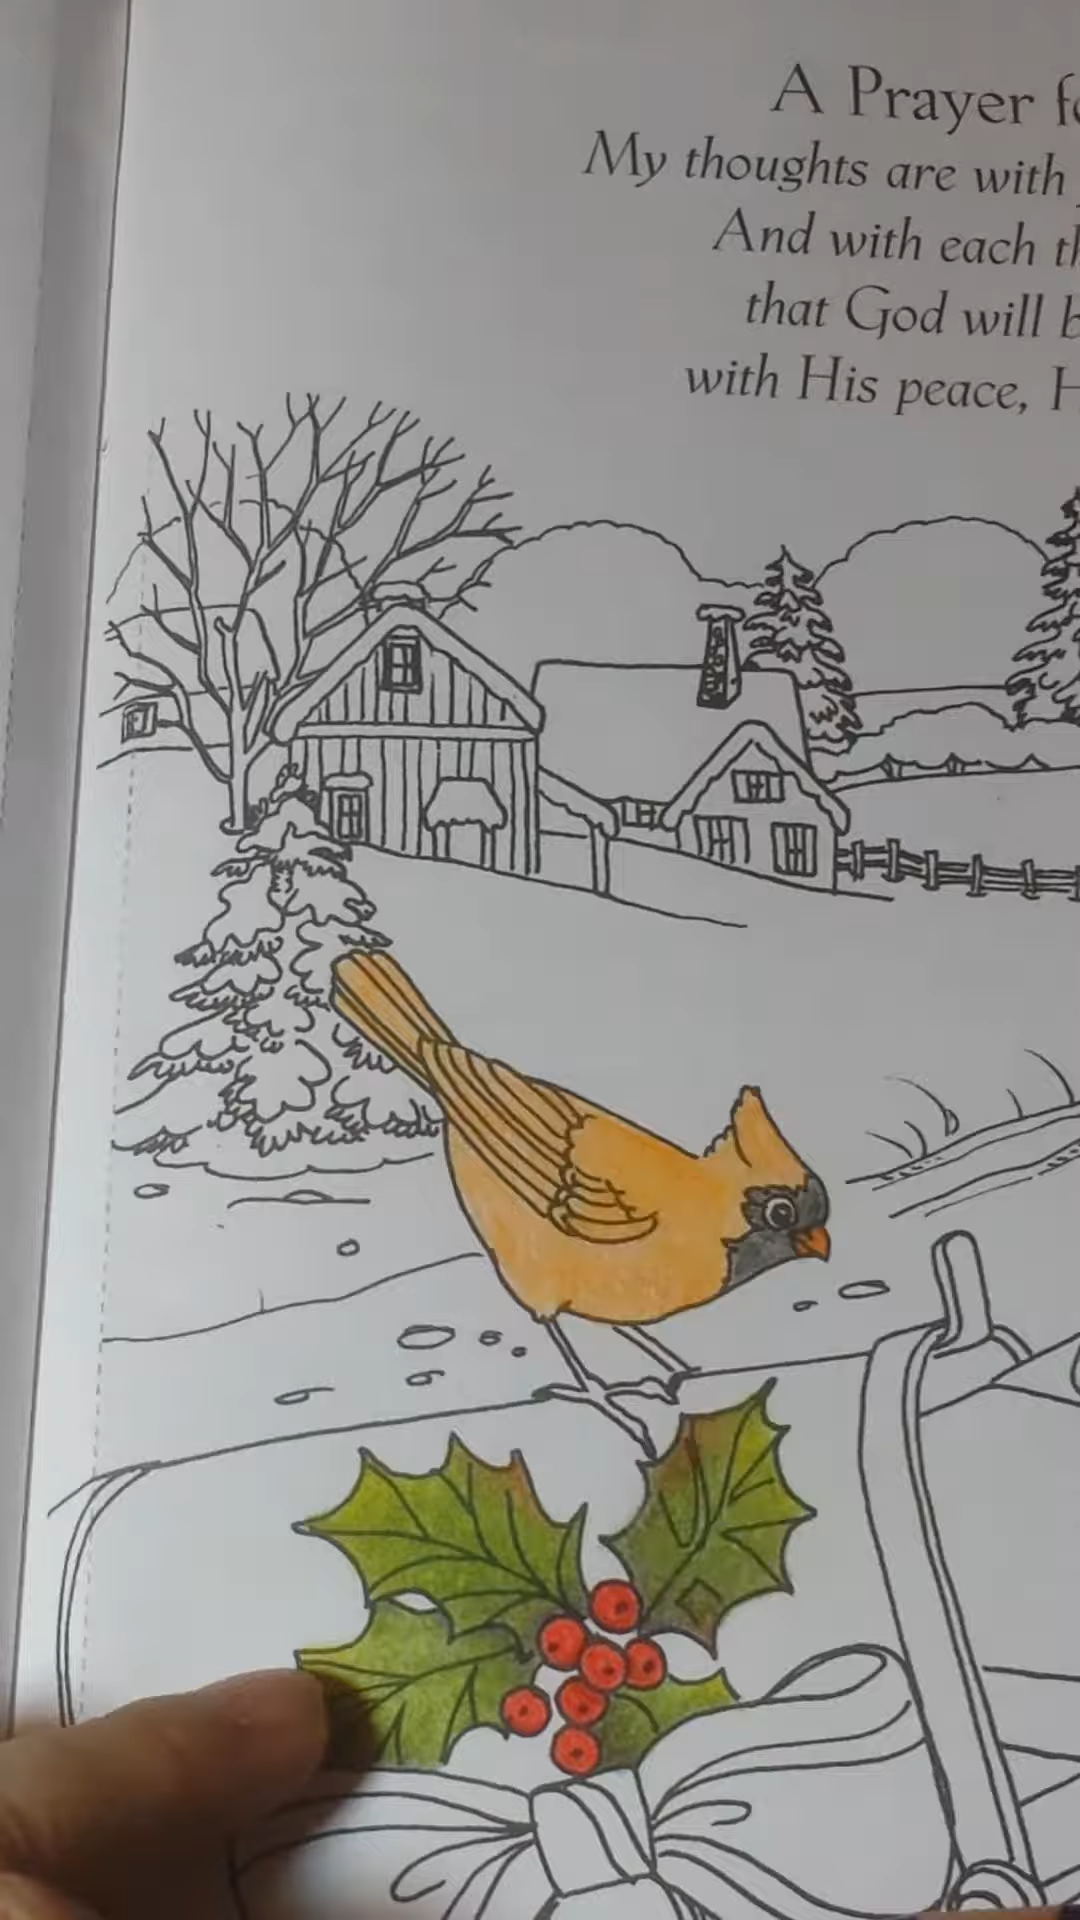 A Prayer
My thoughts are with
And with each
that God will
with His peace,